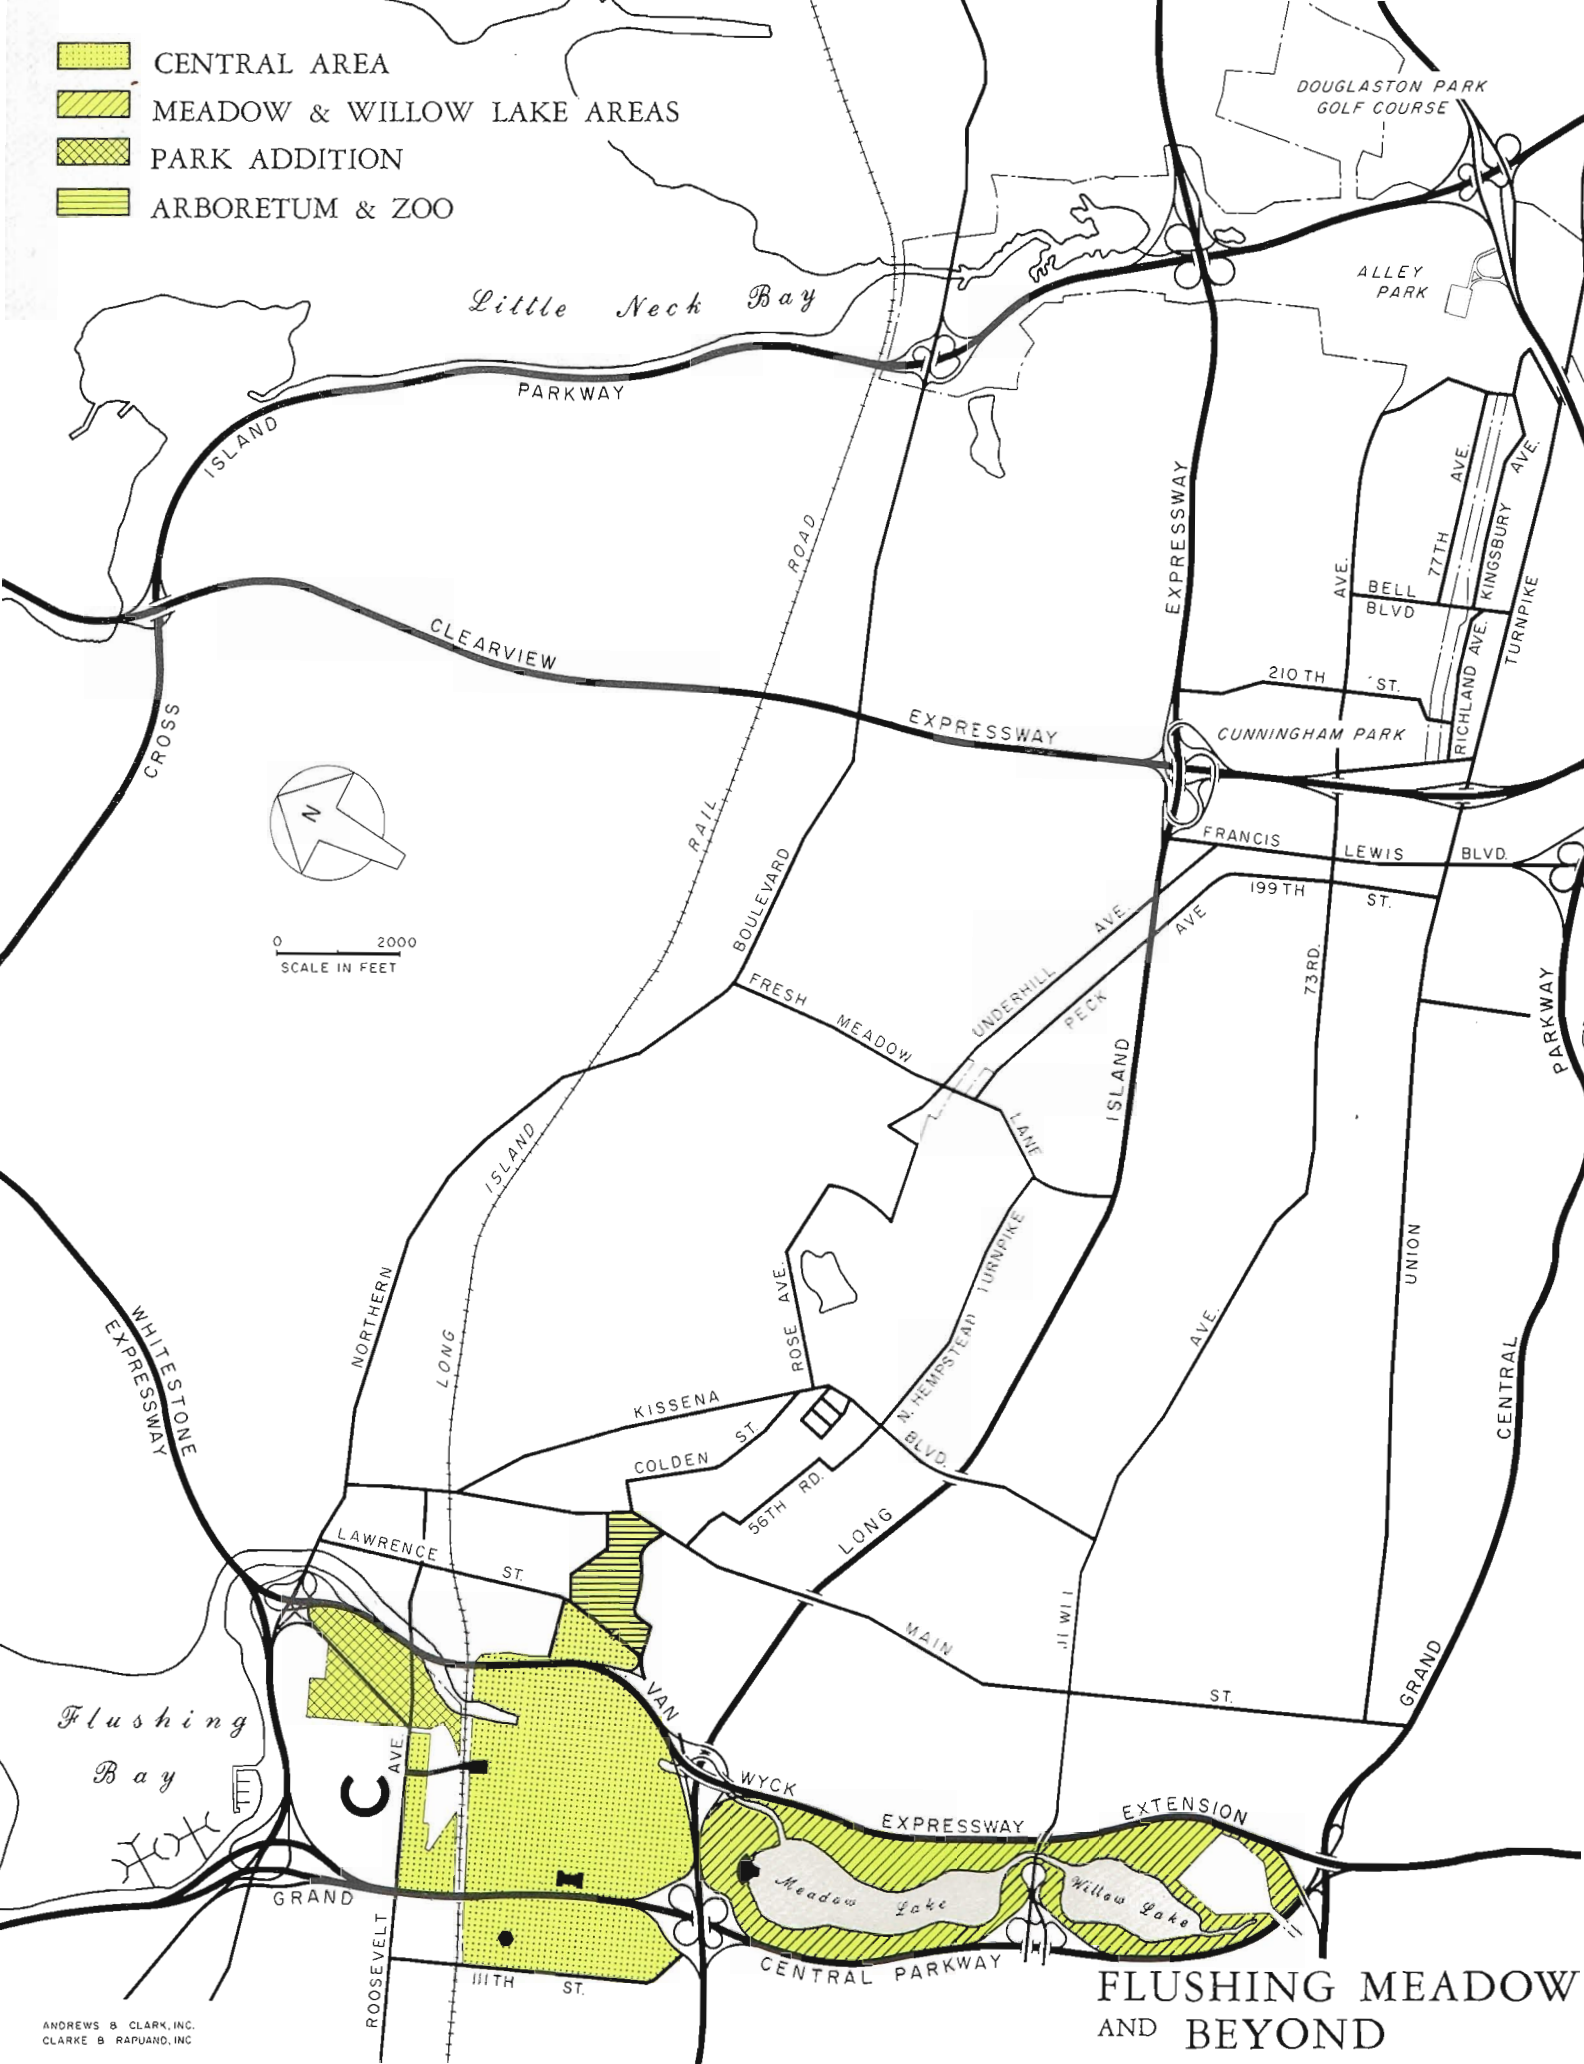 CENTRAL AREA
MEADOW & WILLOW LAKE AREAS
PARK ADDITION
ARBORETUM & ZOO
DOUGLASTON PARK
GOLF COURSE
ALLEY
PARK
Little Neck Bay
PARKWAY
ISLAND
CROSS
CLEARVIEW
EXPRESSWAY
EXPRESSWAY
ROAD
RAIL
ISLAND
LONG
AVE.
77TH
AVE.
KINGSBURY
AVE.
BELL
BLVD
TURNPIKE
RICHLAND AVE.
210 TH ST.
CUNNINGHAM PARK
FRANCIS LEWIS BLVD.
199 TH ST.
N
0 2000
SCALE IN FEET
BOULEVARD
NORTHERN
FRESH MEADOW LANE
UNDERHILL AVE.
PECK AVE
ISLAND
LONG
73RD.
AVE.
PARKWAY
CENTRAL
GRAND
UNION
N. HEMPSTEAD TURNPIKE
ROSE AVE.
WHITESTONE
EXPRESSWAY
KISSENA
BLVD.
COLDEN ST.
56TH RD.
LAWRENCE ST.
MAIN ST.
JEWEL
VAN WYCK EXPRESSWAY EXTENSION
Flushing
Bay
AVE.
ROOSEVELT
Meadow Lake
Willow Lake
GRAND CENTRAL PARKWAY
111TH ST.
FLUSHING MEADOW
AND BEYOND
ANDREWS & CLARK, INC.
CLARKE & RAPUANO, INC